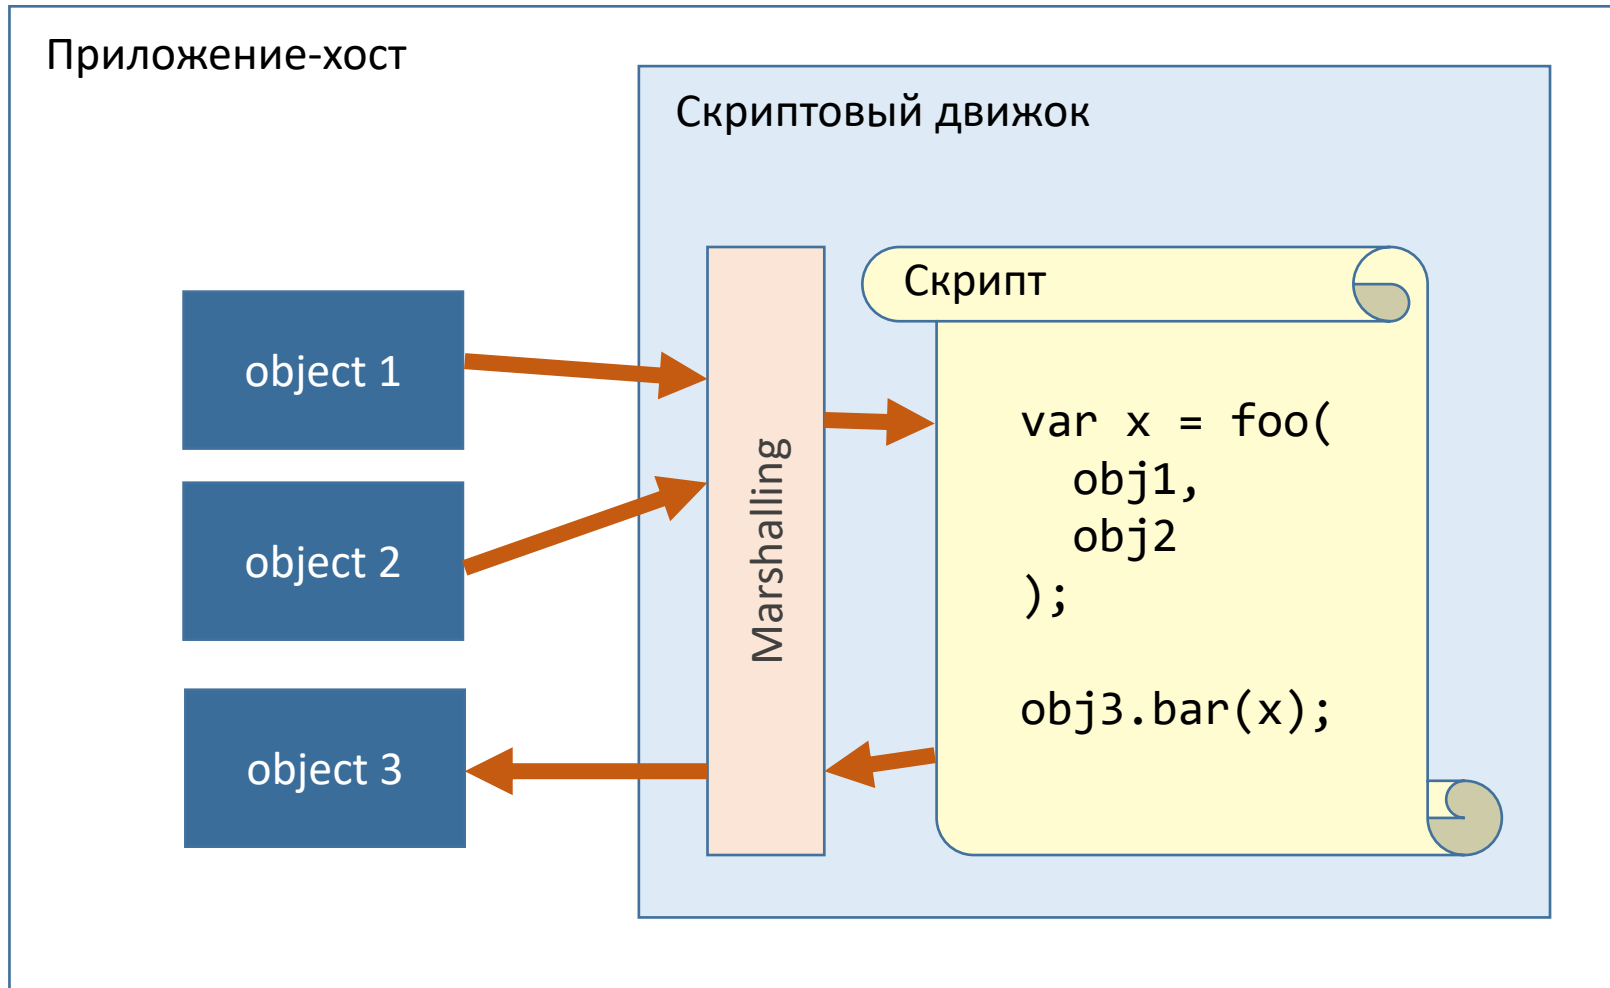 Приложение-хост
Скриптовый движок
object 1
object 2
object 3
Marshalling
Скрипт
var x = foo(
  obj1,
  obj2
);
obj3.bar(x);